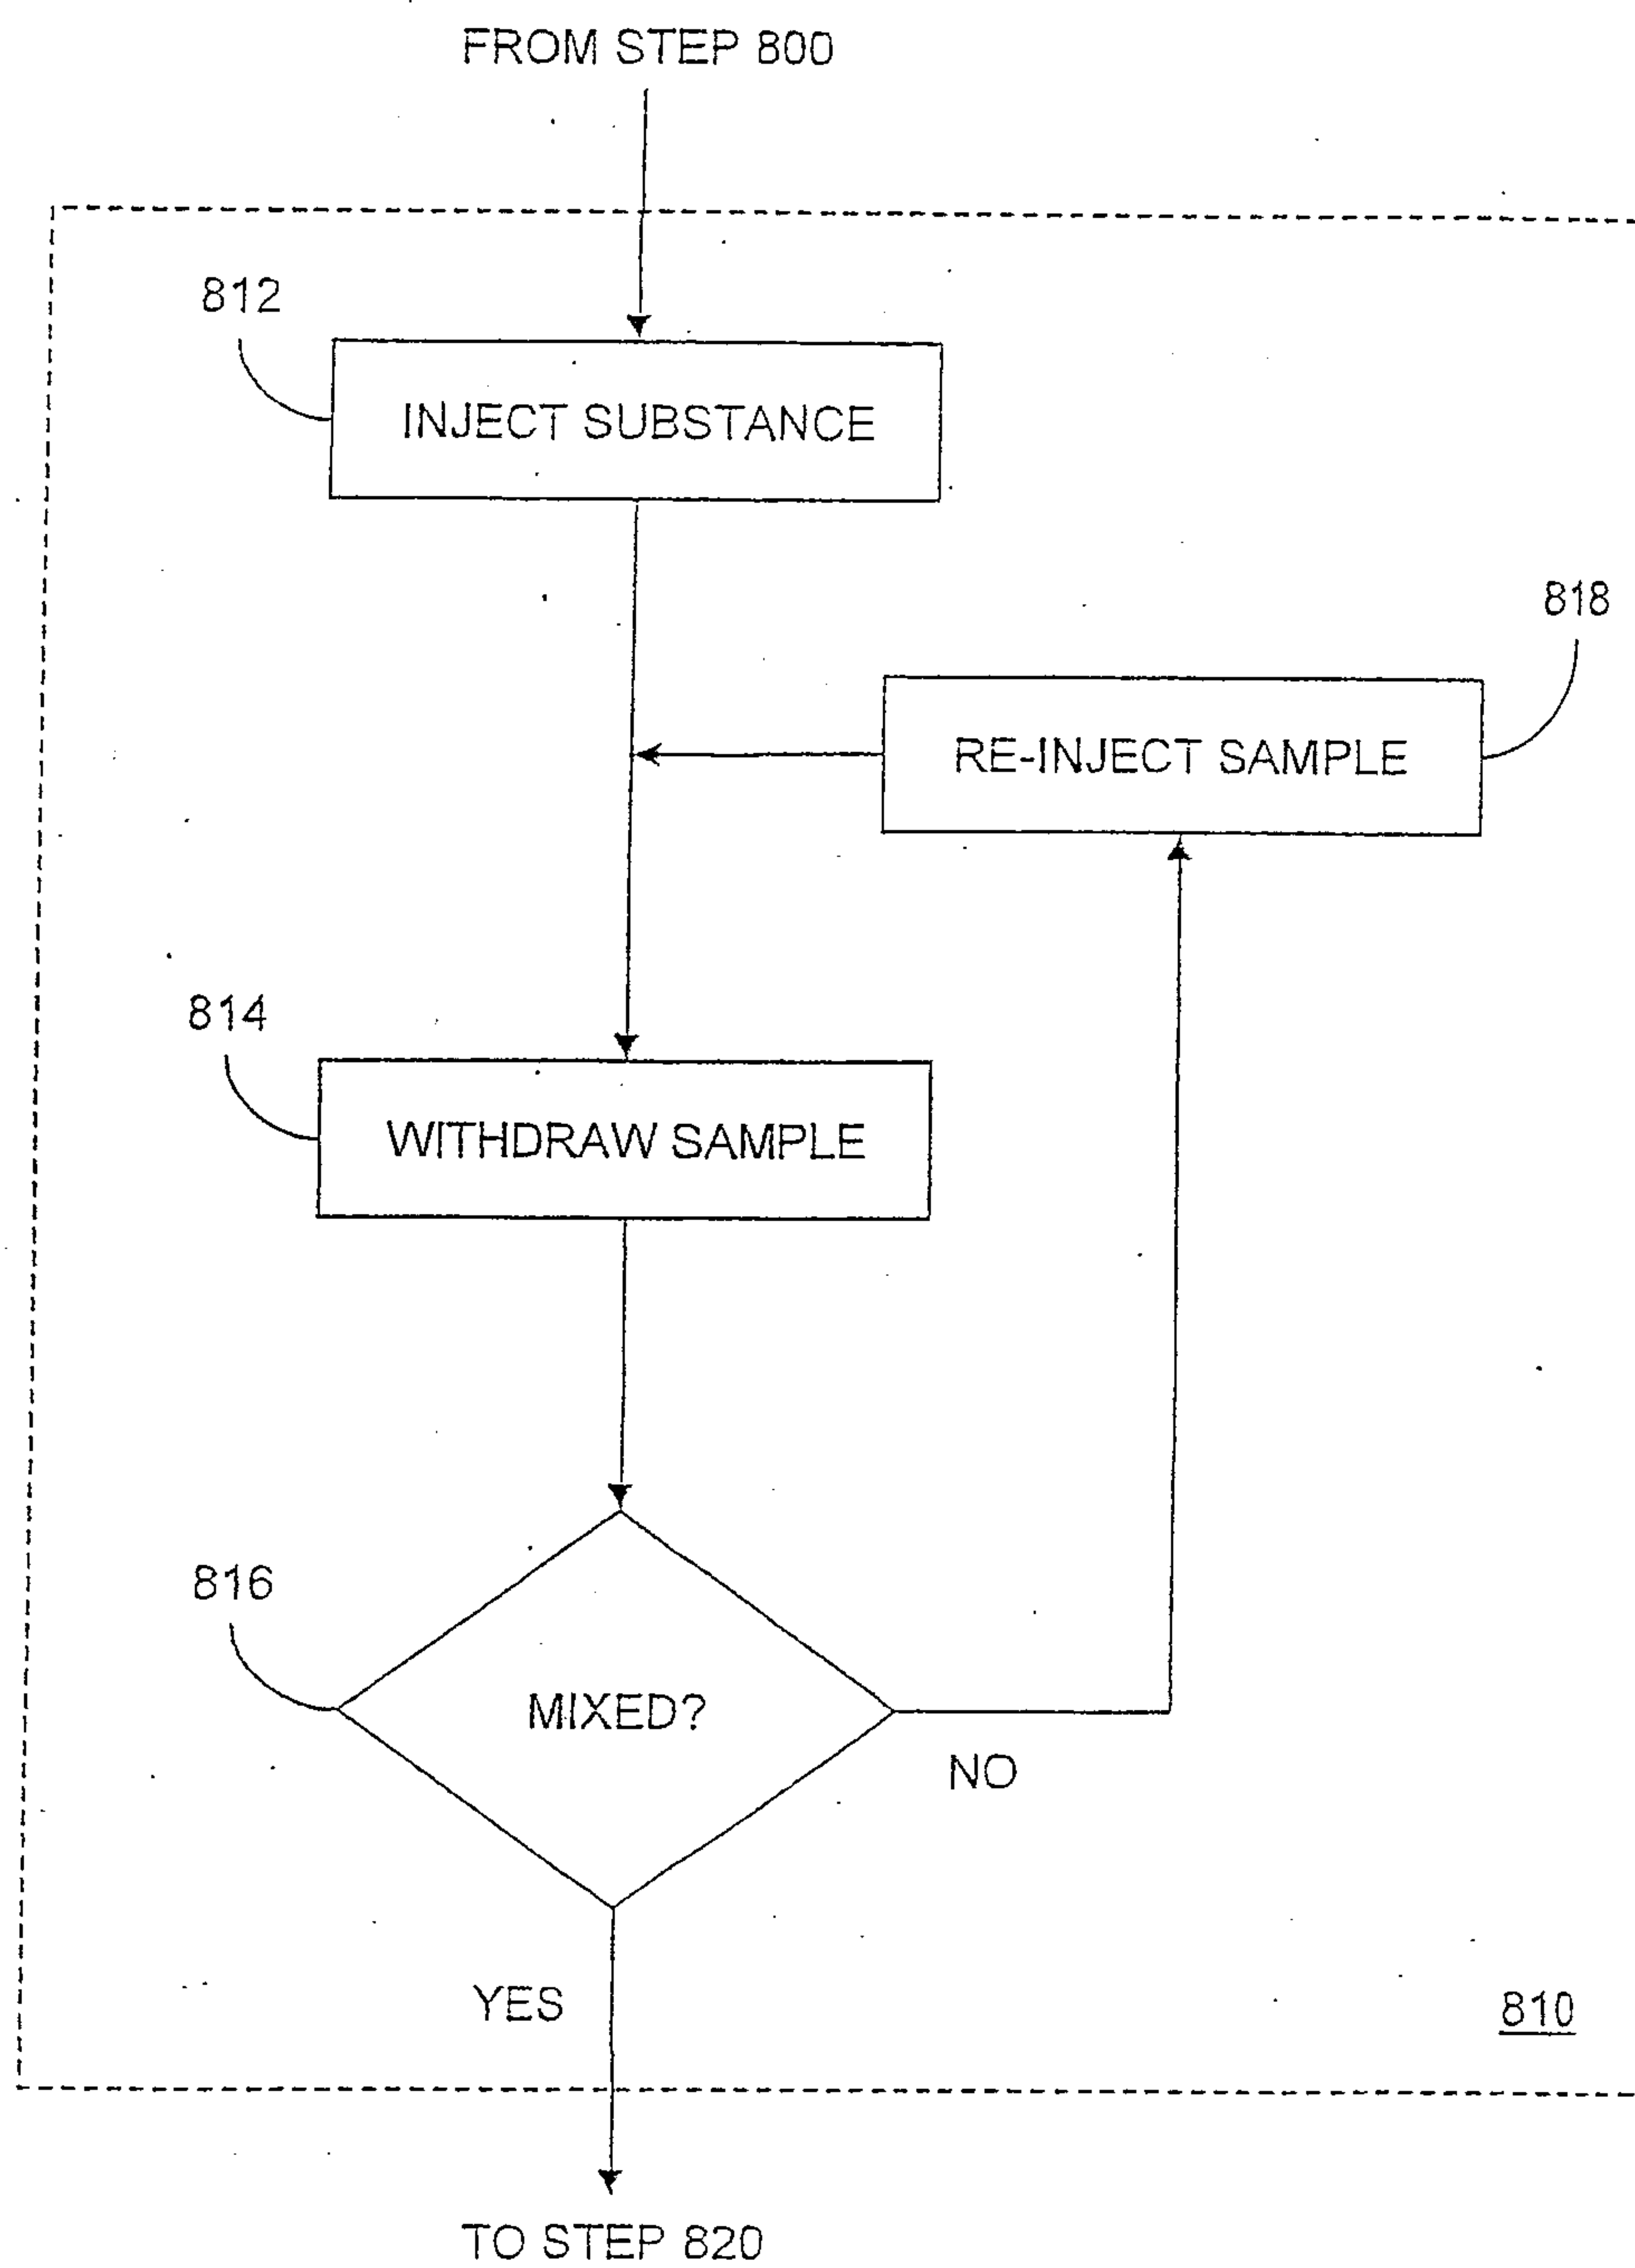 FROM STEP 800
812
INJECT SUBSTANCE
818
RE-INJECT SAMPLE
814
WITHDRAW SAMPLE
816
MIXED?
NO
YES
810
TO STEP 820